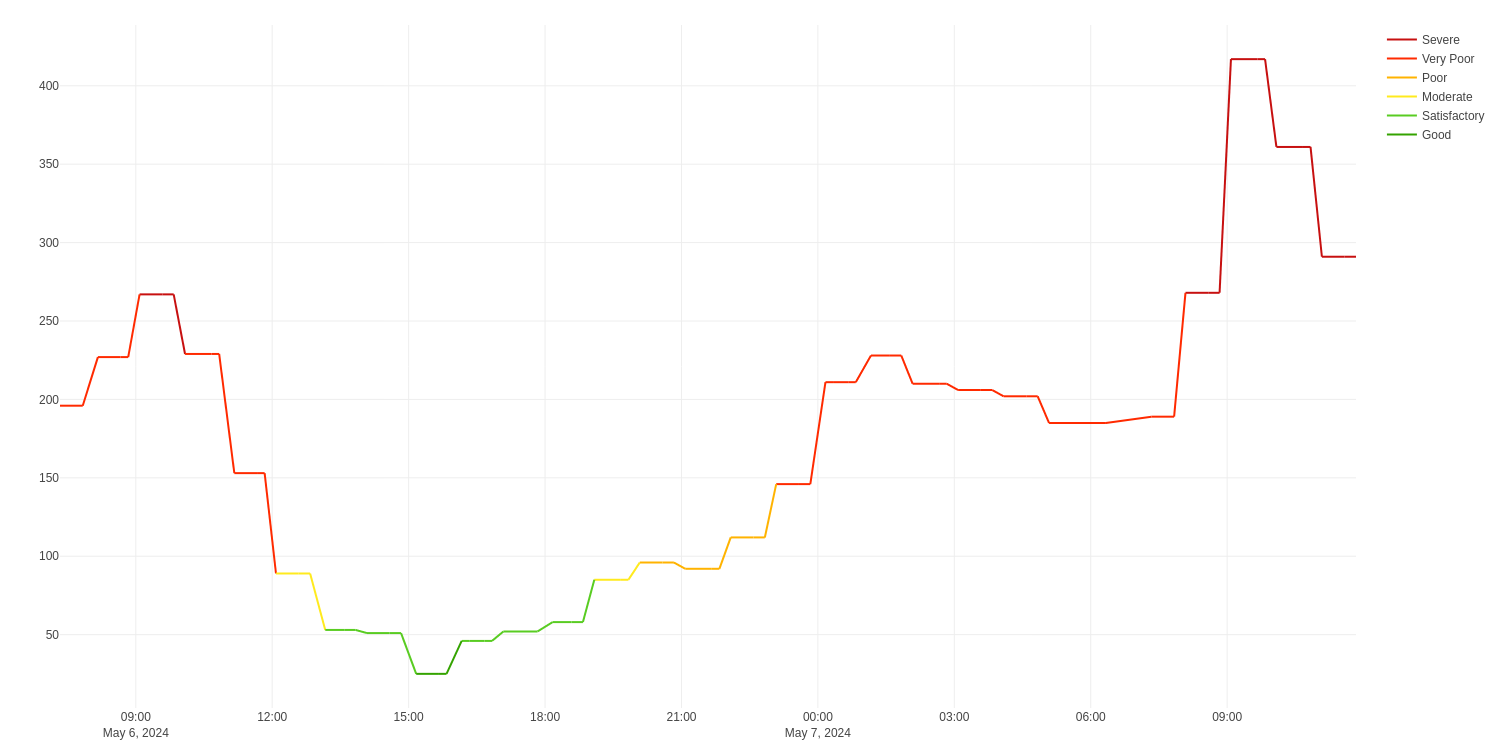 400
350
300
250
200
150
100
50
09:00
May 6, 2024
12:00
15:00
18:00
21:00
00:00
May 7, 2024
03:00
06:00
09:00
Severe
Very Poor
Poor
Moderate
Satisfactory
Good